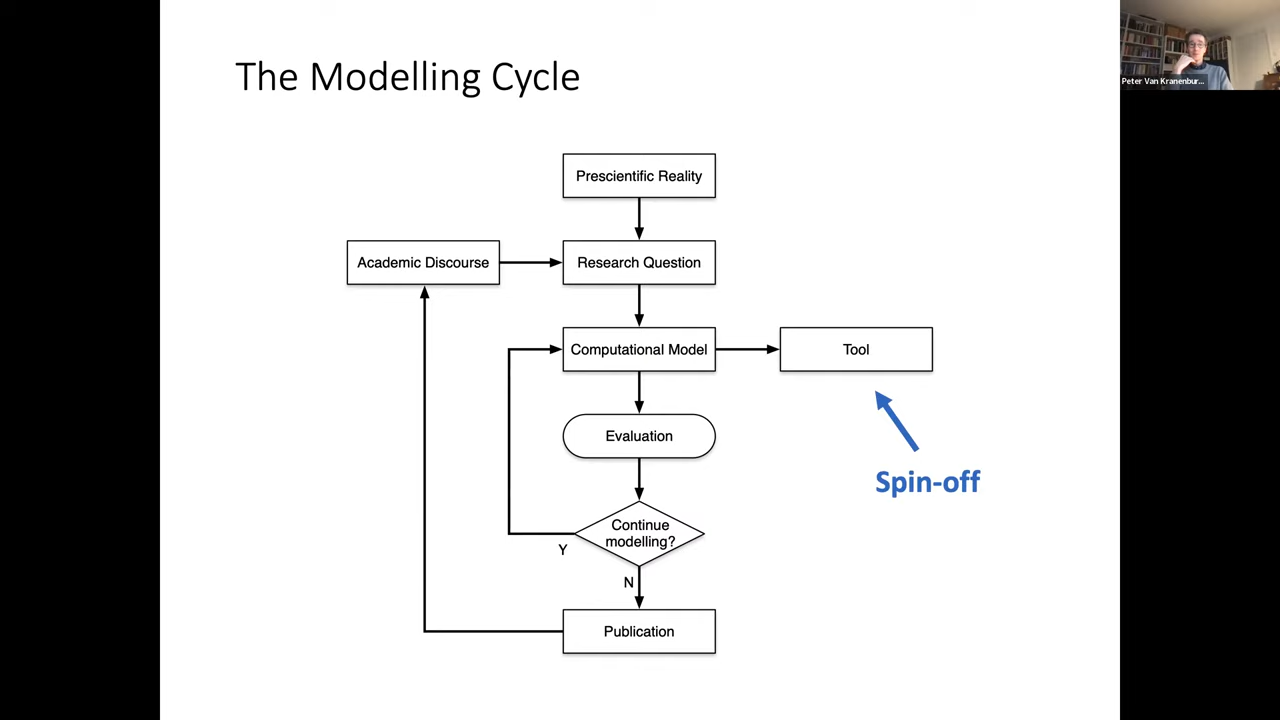 The Modelling Cycle
Peter Van Kranenbur...
Prescientific Reality
Academic Discourse
Research Question
Computational Model
Tool
Evaluation
Spin-off
Continue
modelling?
Y
N
Publication